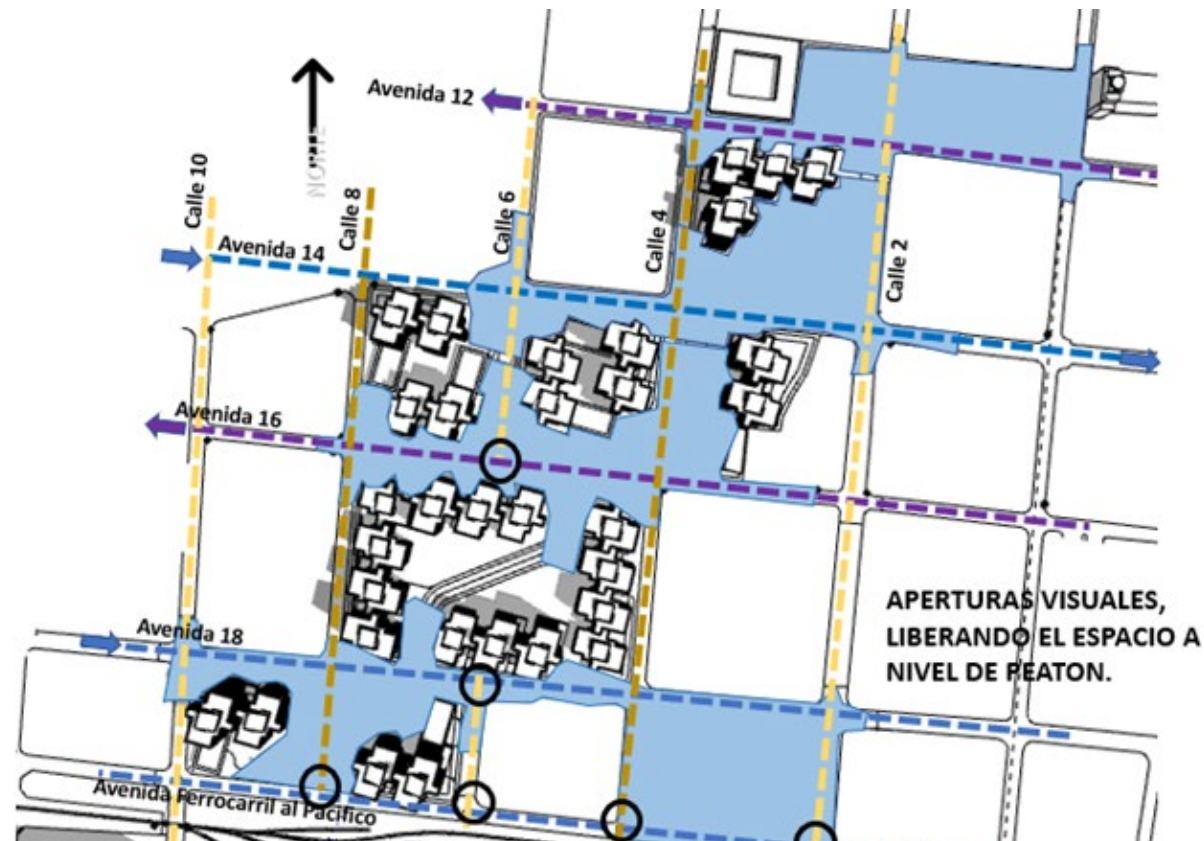 Avenida 12
NORTE
Calle 10
Calle 8
Calle 6
Calle 4
Calle 2
Avenida 14
Avenida 16
APERTURAS VISUALES,
LIBERANDO EL ESPACIO A
NIVEL DE PEATON.
Avenida 18
Avenida Ferrocarril al Pacifico